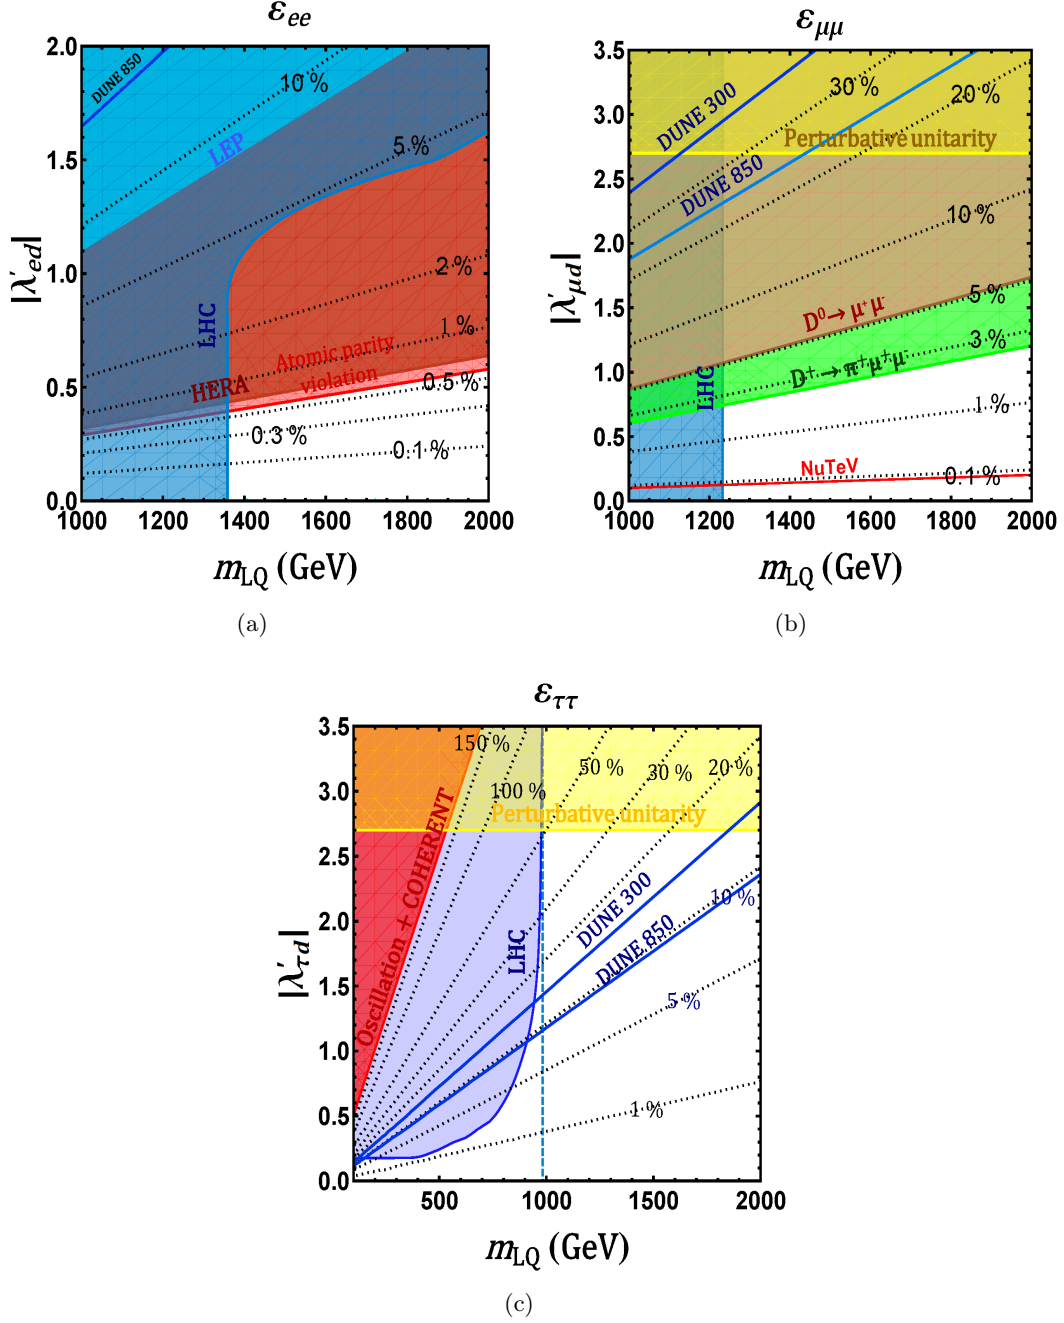 ε_ee
2.0
1.5
1.0
0.5
0.0
|λ′_ed|
DUNE 850
10 %
LEP
5 %
2 %
LHC
1 %
Atomic parity
violation
HERA
0.5 %
0.3 %
0.1 %
1000 1200 1400 1600 1800 2000
m_LQ (GeV)
(a)
ε_μμ
3.5
3.0
2.5
2.0
1.5
1.0
0.5
0.0
|λ′_μd|
30 %
20 %
DUNE 300
Perturbative unitarity
DUNE 850
10 %
5 %
D⁰→ μ⁺μ⁻
3 %
D⁺→ π⁺μ⁺μ⁻
LHC
1 %
NuTeV
0.1 %
1000 1200 1400 1600 1800 2000
m_LQ (GeV)
(b)
ε_ττ
3.5
3.0
2.5
2.0
1.5
1.0
0.5
0.0
|λ′_τd|
150 %
100 %
50 %
30 %
20 %
Perturbative unitarity
Oscillation + COHERENT
LHC
DUNE 300
DUNE 850
10 %
5 %
1 %
500 1000 1500 2000
m_LQ (GeV)
(c)